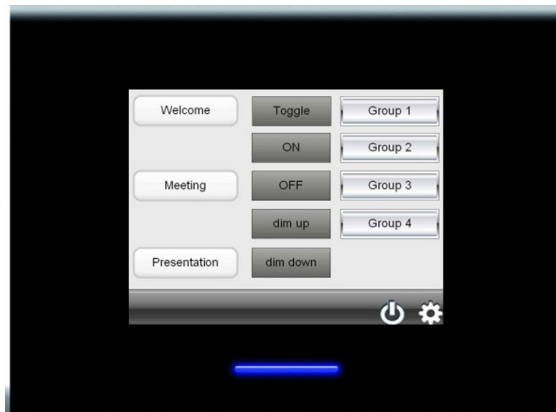 Welcome
Toggle
Group 1
ON
Group 2
Meeting
OFF
Group 3
dim up
Group 4
Presentation
dim down